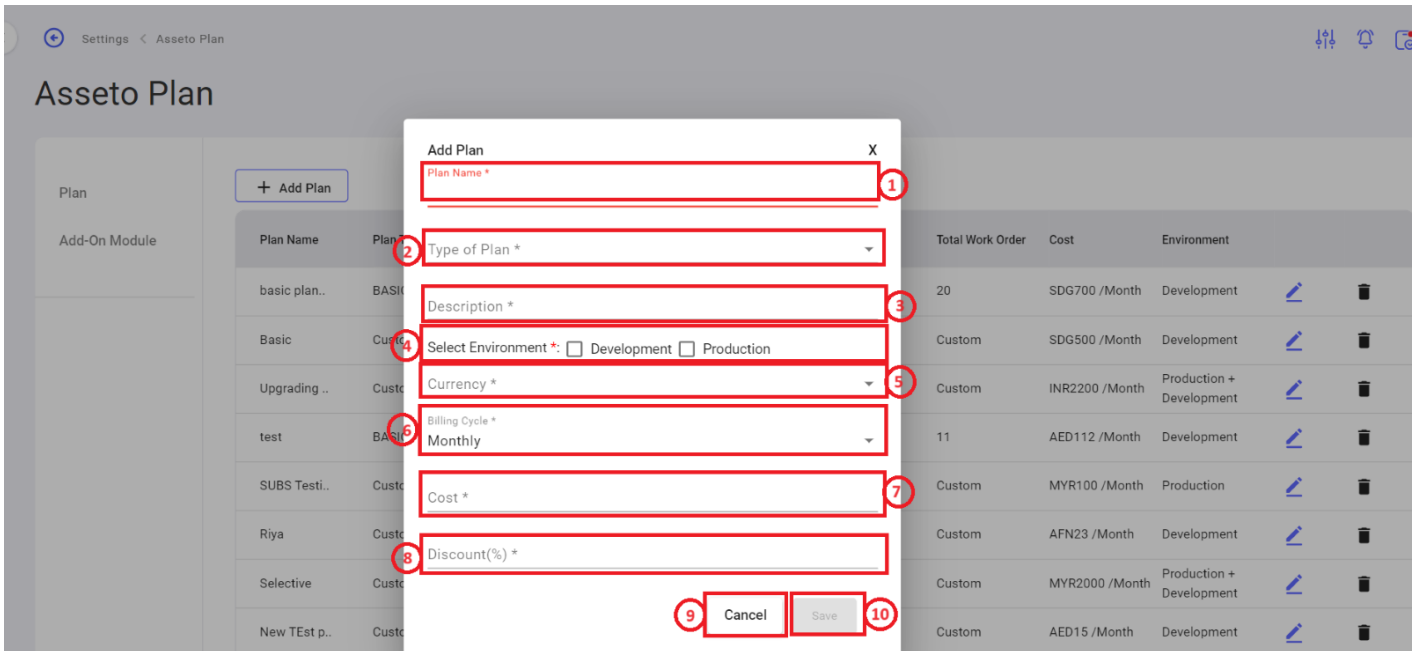 Settings < Asseto Plan
Asseto Plan
Plan
Add-On Module
+ Add Plan
Add Plan X
Plan Name *
1
2 Type of Plan *
Description * 3
4 Select Environment *: Development Production
Currency * 5
Billing Cycle *
6 Monthly
Cost * 7
8 Discount(%) *
9 Cancel Save 10
Plan Name Plan Total Work Order Cost Environment
basic plan.. 20 SDG700 /Month Development
Basic Custom SDG500 /Month Development
Upgrading .. Custom INR2200 /Month Production + Development
test 11 AED112 /Month Development
SUBS Testi.. Custom MYR100 /Month Production
Riya Custom AFN23 /Month Development
Selective Custom MYR2000 /Month Production + Development
New TEst p.. Custom AED15 /Month Development